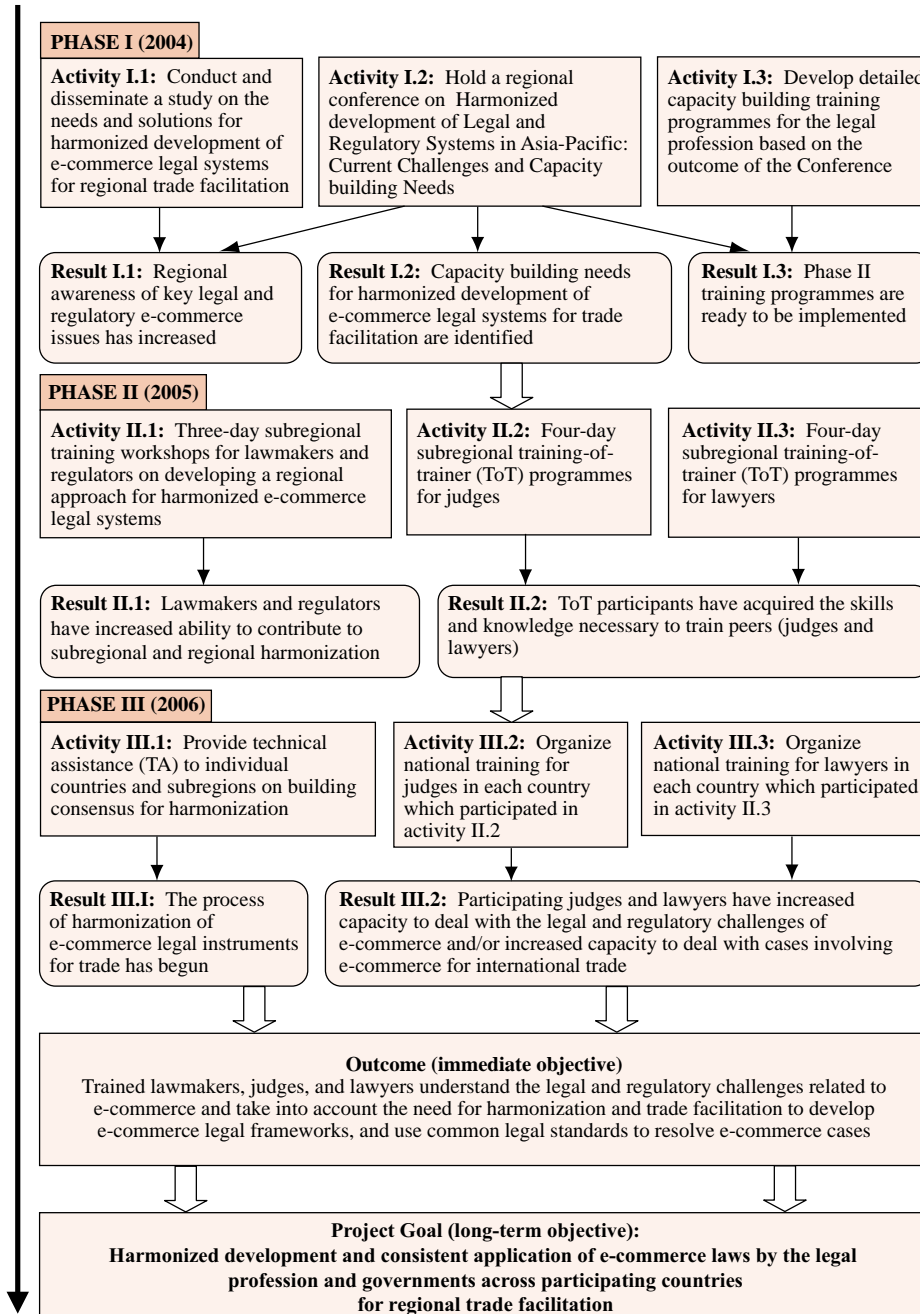 PHASE I (2004)
Activity I.1: Conduct and
disseminate a study on the
needs and solutions for
harmonized development of
e-commerce legal systems
for regional trade facilitation
Activity I.2: Hold a regional
conference on Harmonized
development of Legal and
Regulatory Systems in Asia-Pacific:
Current Challenges and Capacity
building Needs
Activity I.3: Develop detailed
capacity building training
programmes for the legal
profession based on the
outcome of the Conference
Result I.1: Regional
awareness of key legal and
regulatory e-commerce
issues has increased
Result I.2: Capacity building needs
for harmonized development of
e-commerce legal systems for trade
facilitation are identified
Result I.3: Phase II
training programmes are
ready to be implemented
PHASE II (2005)
Activity II.1: Three-day subregional
training workshops for lawmakers and
regulators on developing a regional
approach for harmonized e-commerce
legal systems
Activity II.2: Four-day
subregional training-of-
trainer (ToT) programmes
for judges
Activity II.3: Four-day
subregional training-of-
trainer (ToT) programmes
for lawyers
Result II.1: Lawmakers and regulators
have increased ability to contribute to
subregional and regional harmonization
Result II.2: ToT participants have acquired the skills
and knowledge necessary to train peers (judges and
lawyers)
PHASE III (2006)
Activity III.1: Provide technical
assistance (TA) to individual
countries and subregions on building
consensus for harmonization
Activity III.2: Organize
national training for
judges in each country
which participated in
activity II.2
Activity III.3: Organize
national training for lawyers in
each country which participated
in activity II.3
Result III.I: The process
of harmonization of
e-commerce legal instruments
for trade has begun
Result III.2: Participating judges and lawyers have increased
capacity to deal with the legal and regulatory challenges of
e-commerce and/or increased capacity to deal with cases involving
e-commerce for international trade
Outcome (immediate objective)
Trained lawmakers, judges, and lawyers understand the legal and regulatory challenges related to
e-commerce and take into account the need for harmonization and trade facilitation to develop
e-commerce legal frameworks, and use common legal standards to resolve e-commerce cases
Project Goal (long-term objective):
Harmonized development and consistent application of e-commerce laws by the legal
profession and governments across participating countries
for regional trade facilitation